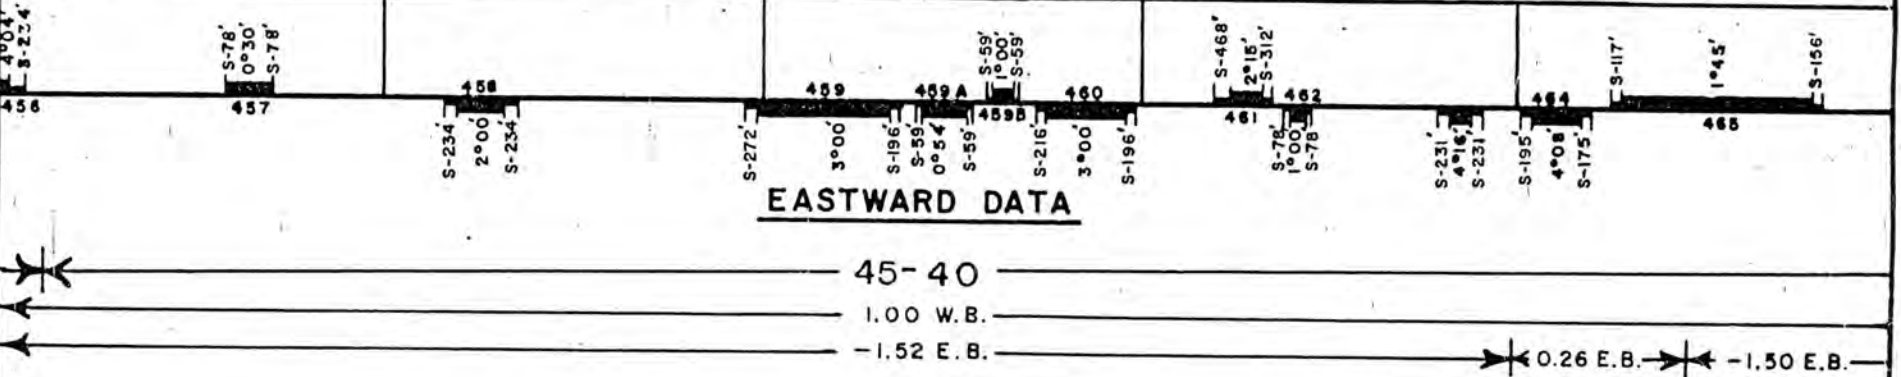 4°04'
S-234'
456
S-78'
0°30'
S-78'
457
458
S-234'
2°00'
S-234'
459
S-272'
3°00'
S-196'
459A
S-59'
0°54'
S-59'
S-59'
1°00'
S-59'
459B
460
S-216'
3°00'
S-196'
S-468'
2°15'
S-312'
461
462
S-78'
1°00'
S-78'
S-231'
4°16'
S-231'
464
S-195'
4°08'
S-175'
S-117'
1°45'
S-156'
465
EASTWARD DATA
45-40
1.00 W.B.
-1.52 E.B.
0.26 E.B.
-1.50 E.B.